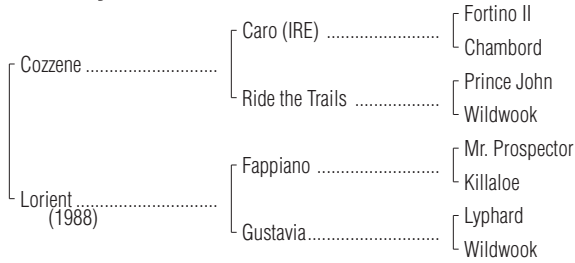 Fortino II
Caro (IRE) ........................
Chambord
Cozzene ............................
Prince John
Ride the Trails ..................
Wildwook
Mr. Prospector
Fappiano ..........................
Killaloe
Lorient ..............................
(1988)
Lyphard
Gustavia............................
Wildwook